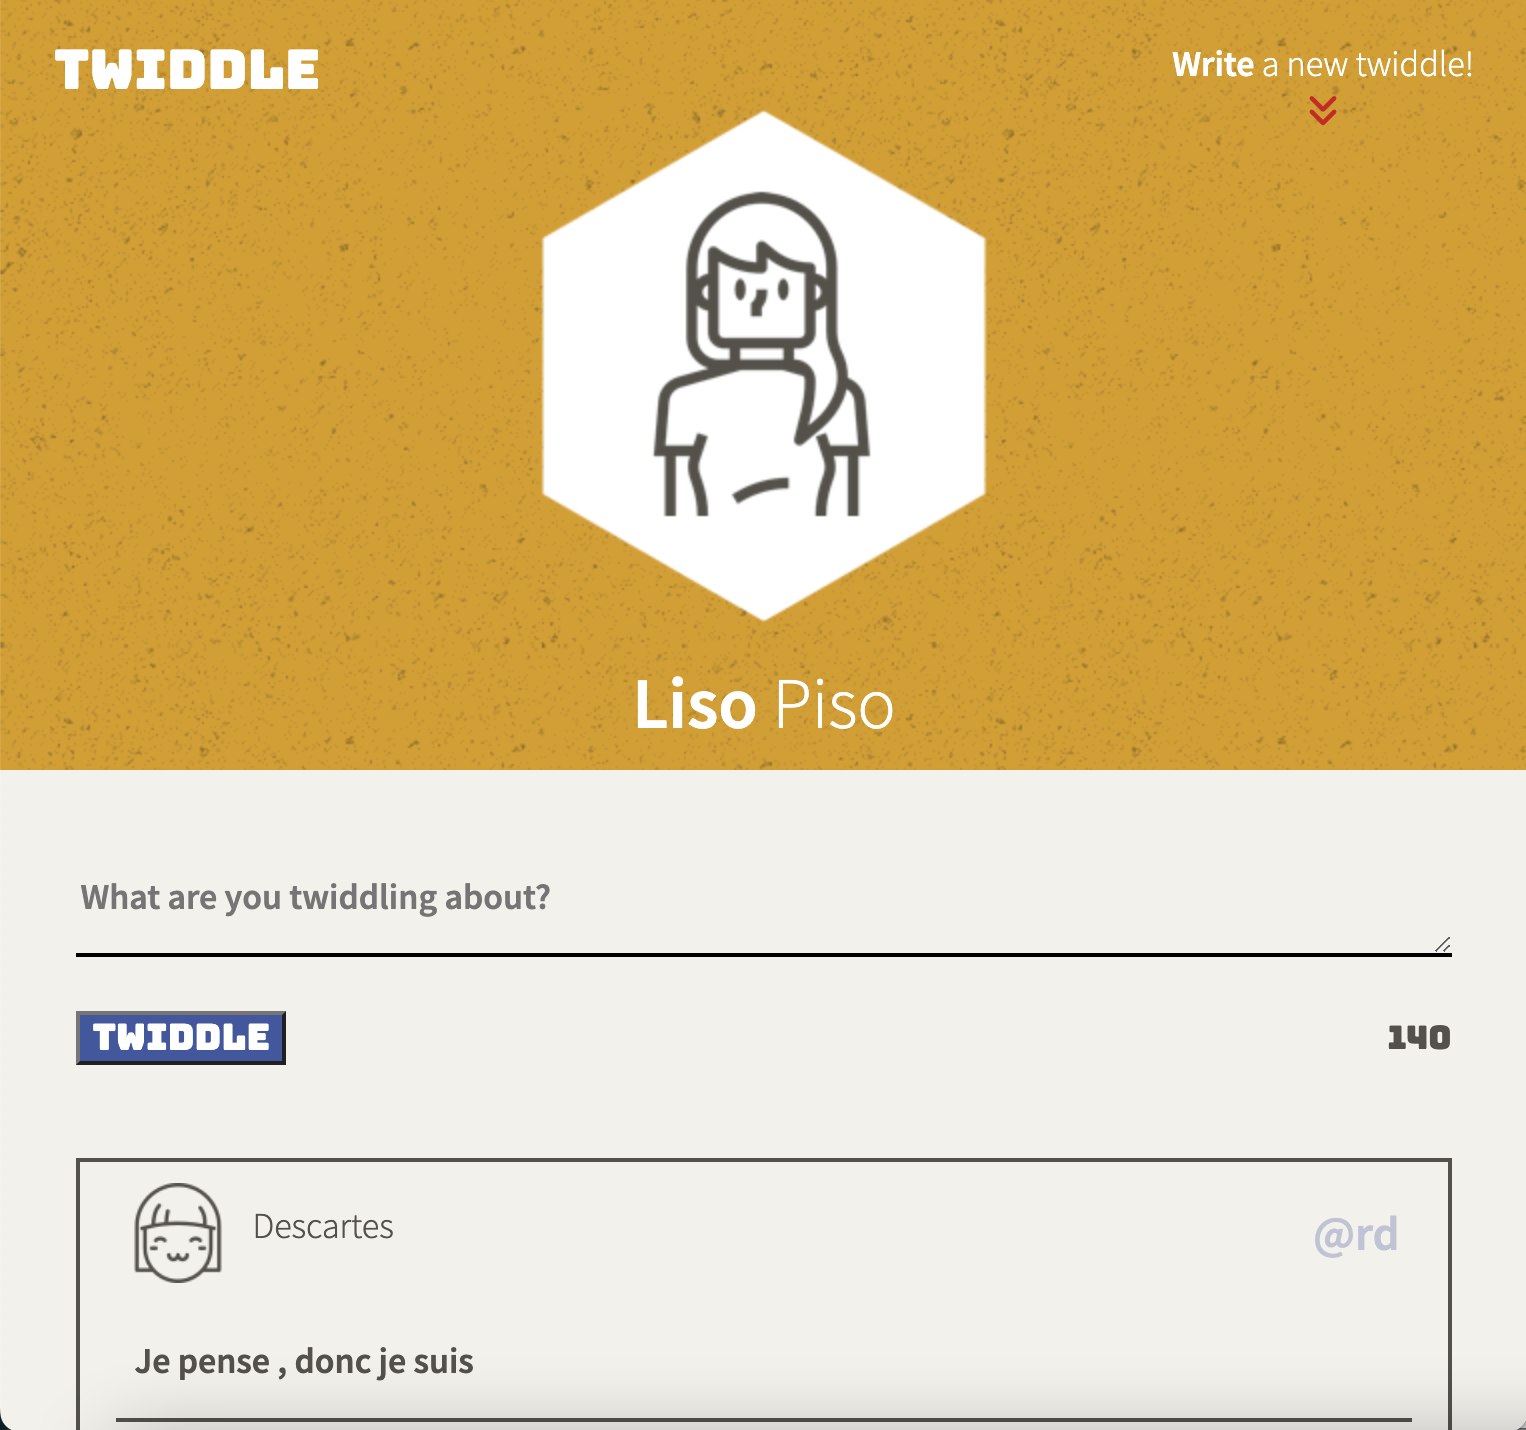 TWIDDLE
Write a new twiddle!
Liso Piso
What are you twiddling about?
TWIDDLE
140
Descartes
@rd
Je pense , donc je suis